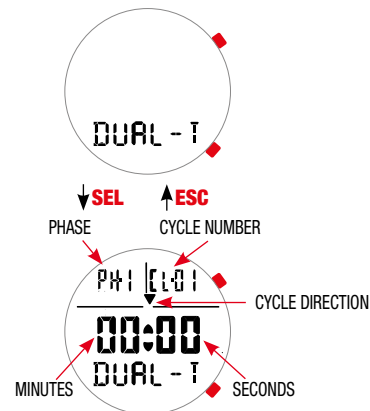 DUAL - T
SEL ESC
PHASE CYCLE NUMBER
PH1 CL01
CYCLE DIRECTION
00:00
DUAL - T
MINUTES SECONDS